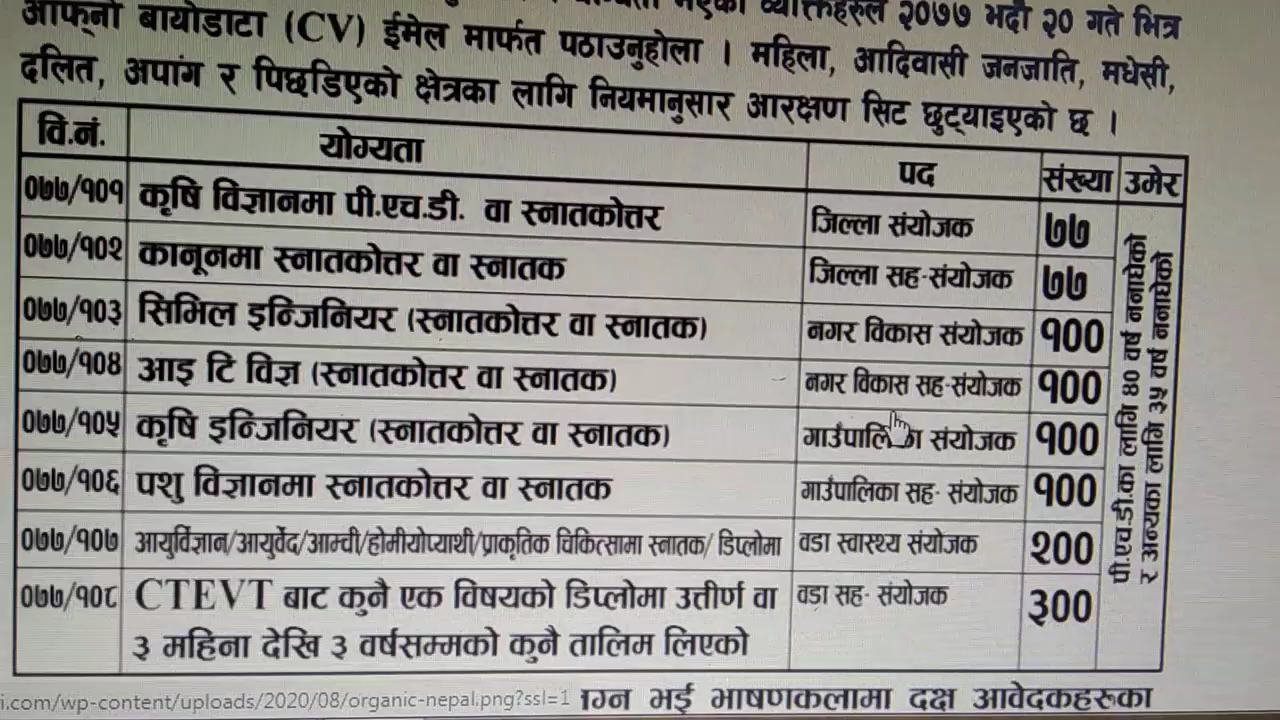 २०७७ भदौ २० गते भित्र
आफ्नो बायोडाटा (CV) ईमेल मार्फत पठाउनुहोला । महिला, आदिवासी जनजाति, मधेसी,
दलित, अपांग र पिछडिएको क्षेत्रका लागि नियमानुसार आरक्षण सिट छुट्याइएको छ ।
वि.नं. योग्यता पद संख्या उमेर
०७७/१०१ कृषि विज्ञानमा पी.एच.डी. वा स्नातकोत्तर जिल्ला संयोजक ७७
०७७/१०२ कानूनमा स्नातकोत्तर वा स्नातक जिल्ला सह-संयोजक ७७
०७७/१०३ सिभिल इन्जिनियर (स्नातकोत्तर वा स्नातक) नगर विकास संयोजक १००
०७७/१०४ आइ टि विज्ञ (स्नातकोत्तर वा स्नातक) नगर विकास सह-संयोजक १००
०७७/१०५ कृषि इन्जिनियर (स्नातकोत्तर वा स्नातक) गाउँपालिका संयोजक १००
०७७/१०६ पशु विज्ञानमा स्नातकोत्तर वा स्नातक गाउँपालिका सह- संयोजक १००
०७७/१०७ आयुर्विज्ञान/आयुर्वेद/आम्ची/होमीयोप्याथी/प्राकृतिक चिकित्सामा स्नातक/ डिप्लोमा वडा स्वास्थ्य संयोजक २००
०७७/१०८ CTEVT बाट कुनै एक विषयको डिप्लोमा उत्तीर्ण वा वडा सह- संयोजक ३००
३ महिना देखि ३ वर्षसम्मको कुनै तालिम लिएको
पी.एच.डी.का लागि ४० वर्ष ननाघेको
र अन्यका लागि ३५ वर्ष ननाघेको
i.com/wp-content/uploads/2020/08/organic-nepal.png?ssl=1
भई भाषणकलामा दक्ष आवेदकहरूका